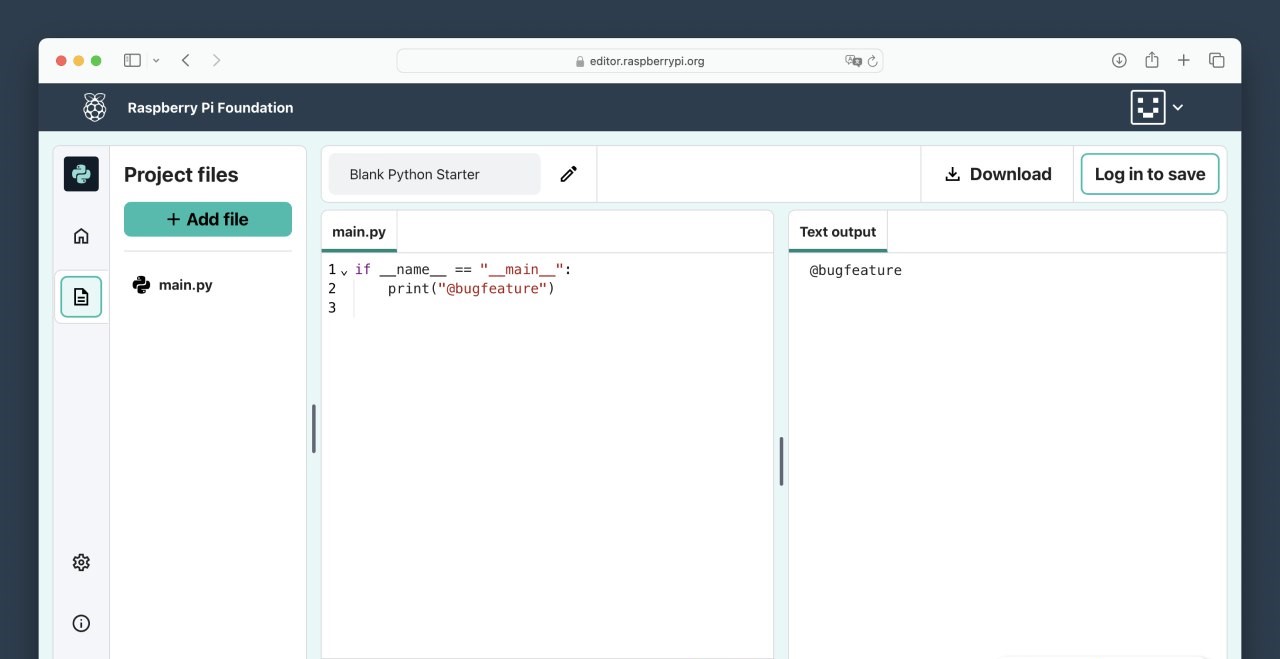 editor.raspberrypi.org
Raspberry Pi Foundation
Project files
+ Add file
main.py
Blank Python Starter
Download
Log in to save
main.py
1 if __name__ == "__main__":
2     print("@bugfeature")
3
Text output
@bugfeature